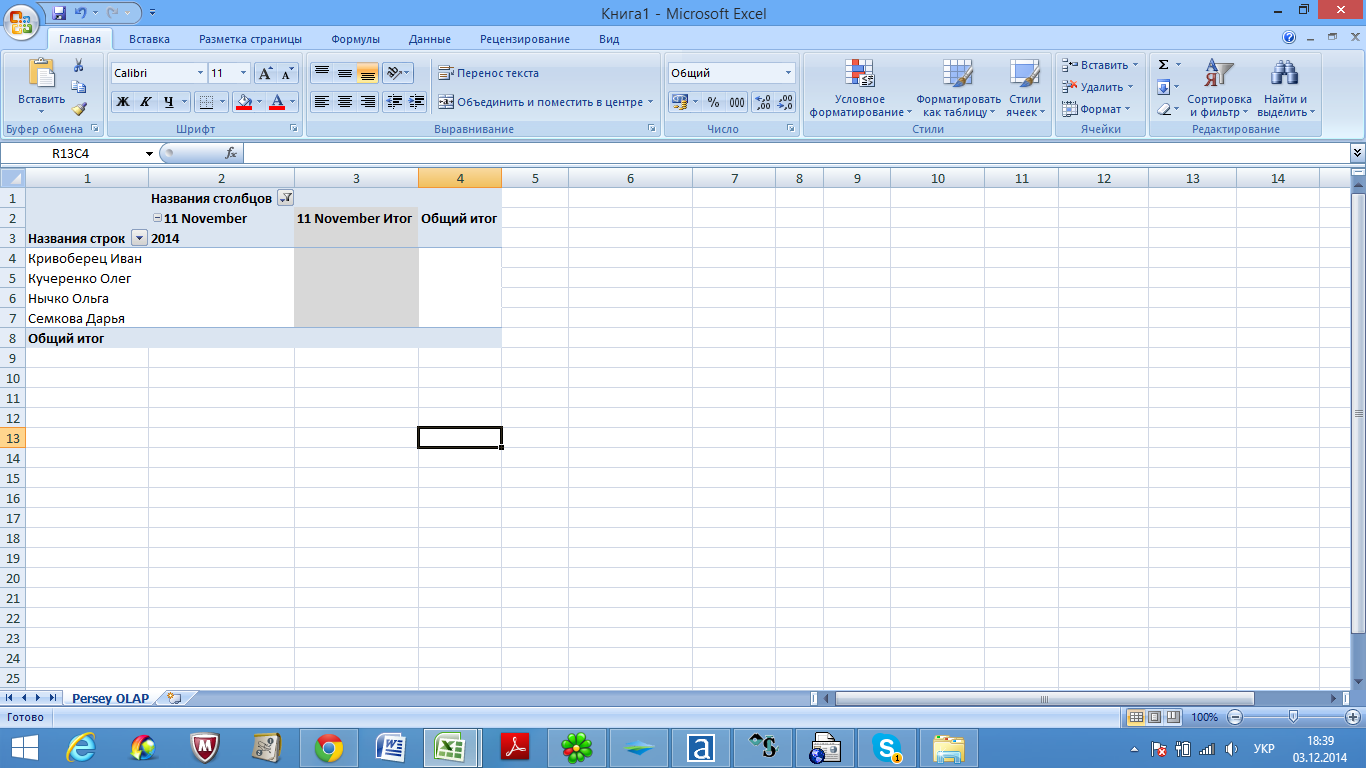 Книга1 - Microsoft Excel
Главная Вставка Разметка страницы Формулы Данные Рецензирование Вид
Вставить
Буфер обмена
Calibri 11
Ж К Ч
Шрифт
Перенос текста
Объединить и поместить в центре
Выравнивание
Общий
% 000 ,00 ,0
Число
Условное форматирование
Форматировать как таблицу
Стили ячеек
Стили
Вставить
Удалить
Формат
Ячейки
Σ
Сортировка и фильтр
Найти и выделить
Редактирование
R13C4 fx
1 2 3 4 5 6 7 8 9 10 11 12 13 14
1 Названия столбцов
2 11 November 11 November Итог Общий итог
3 Названия строк 2014
4 Кривоберец Иван
5 Кучеренко Олег
6 Нычко Ольга
7 Семкова Дарья
8 Общий итог
9
10
11
12
13
14
15
16
17
18
19
20
21
22
23
24
25
Persey OLAP
Готово 100%
УКР 18:39
03.12.2014